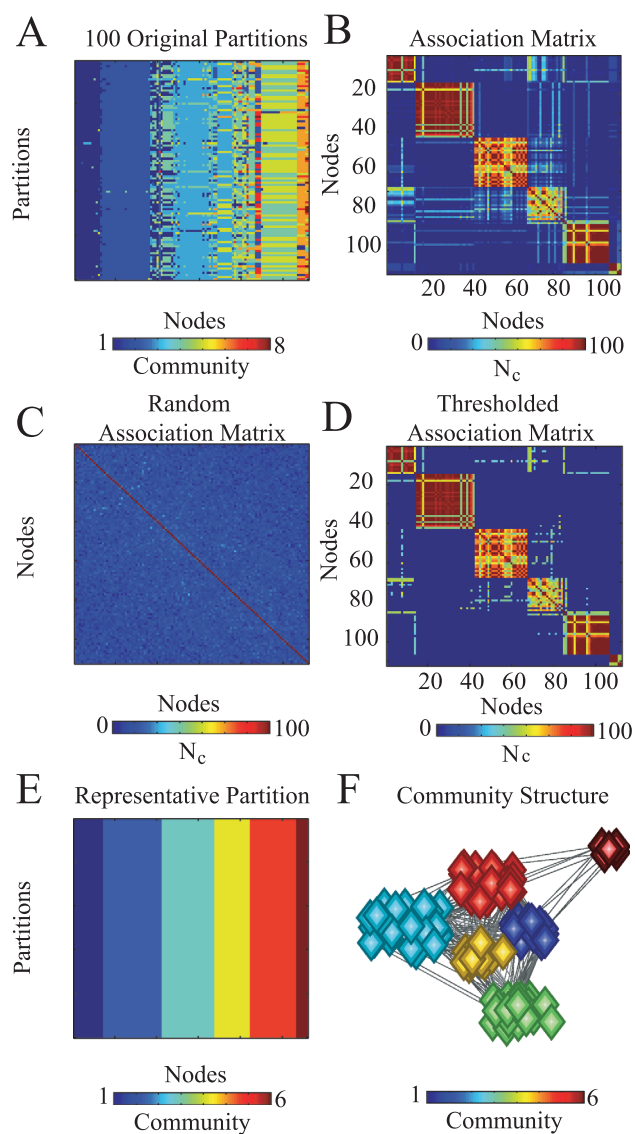 A
100 Original Partitions
Partitions
Nodes
1 8
Community
B
Association Matrix
Nodes
20
40
60
80
100
20 40 60 80 100
Nodes
0 100
Nc
C
Random
Association Matrix
Nodes
Nodes
0 100
Nc
D
Thresholded
Association Matrix
Nodes
20
40
60
80
100
20 40 60 80 100
Nodes
0 100
Nc
E
Representative Partition
Partitions
Nodes
1 6
Community
F
Community Structure
1 6
Community